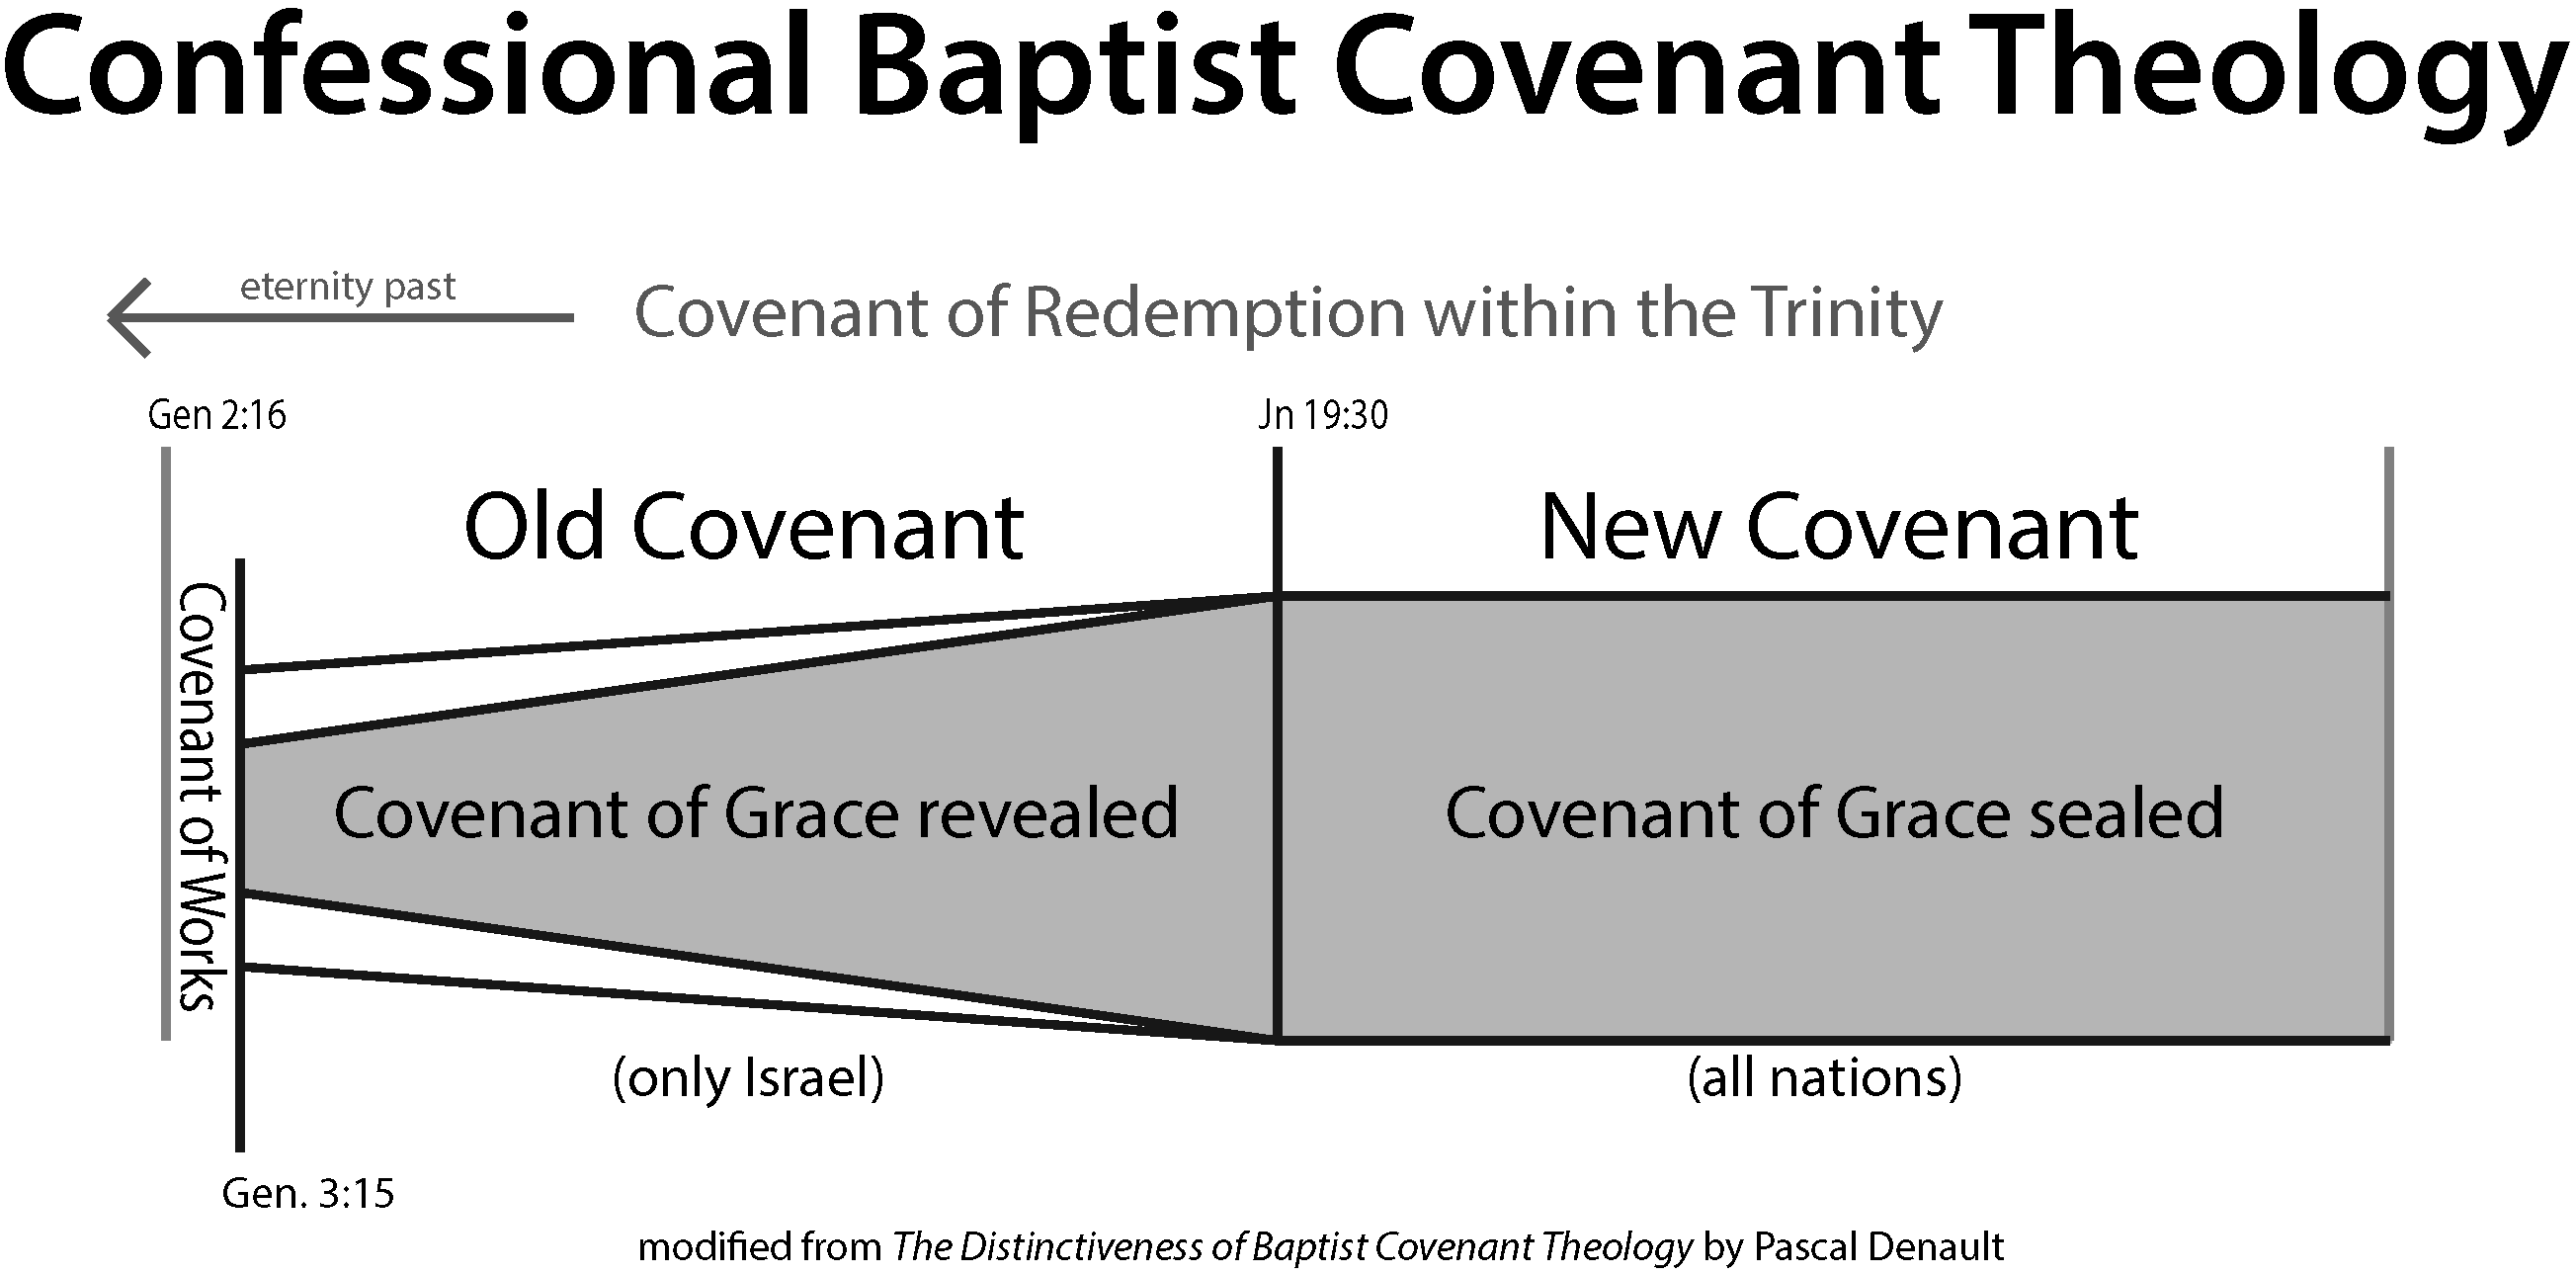 Confessional Baptist Covenant Theology
eternity past
Covenant of Redemption within the Trinity
Gen 2:16
Jn 19:30
Old Covenant
New Covenant
Covenant of Works
Covenant of Grace revealed
Covenant of Grace sealed
(only Israel)
(all nations)
Gen. 3:15
modified from The Distinctiveness of Baptist Covenant Theology by Pascal Denault